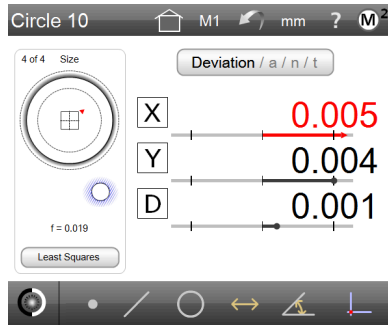 Circle 10 M1 mm ? M2
4 of 4 Size
Deviation / a / n / t
X 0.005
Y 0.004
D 0.001
f = 0.019
Least Squares